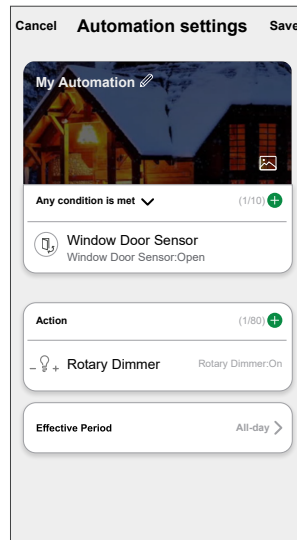 Cancel Automation settings Save
My Automation
Any condition is met (1/10)
Window Door Sensor
Window Door Sensor:Open
Action (1/80)
Rotary Dimmer Rotary Dimmer:On
Effective Period All-day